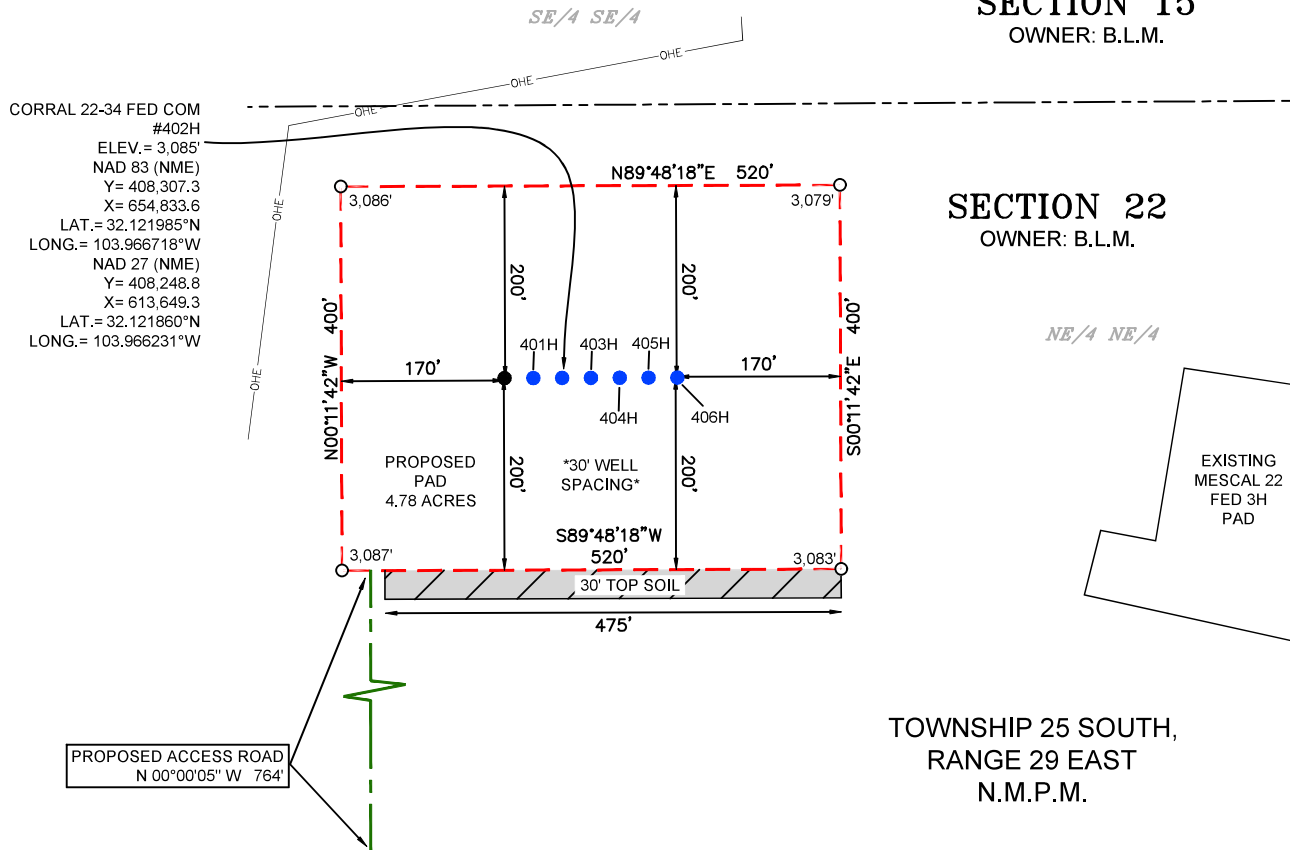 SE/4 SE/4
SECTION 15
OWNER: B.L.M.
OHE
OHE
OHE
OHE
OHE
CORRAL 22-34 FED COM
#402H
ELEV.= 3,085'
NAD 83 (NME)
Y= 408,307.3
X= 654,833.6
LAT.= 32.121985°N
LONG.= 103.966718°W
NAD 27 (NME)
Y= 408,248.8
X= 613,649.3
LAT.= 32.121860°N
LONG.= 103.966231°W
N89°48'18"E 520'
3,086'
3,079'
SECTION 22
OWNER: B.L.M.
NE/4 NE/4
N00°11'42"W 400'
200'
200'
S00°11'42"E 400'
401H
403H
405H
170'
170'
404H
406H
PROPOSED
PAD
4.78 ACRES
200'
*30' WELL
SPACING*
200'
EXISTING
MESCAL 22
FED 3H
PAD
S89°48'18"W
520'
3,087'
3,083'
30' TOP SOIL
475'
PROPOSED ACCESS ROAD
N 00°00'05" W 764'
TOWNSHIP 25 SOUTH,
RANGE 29 EAST
N.M.P.M.